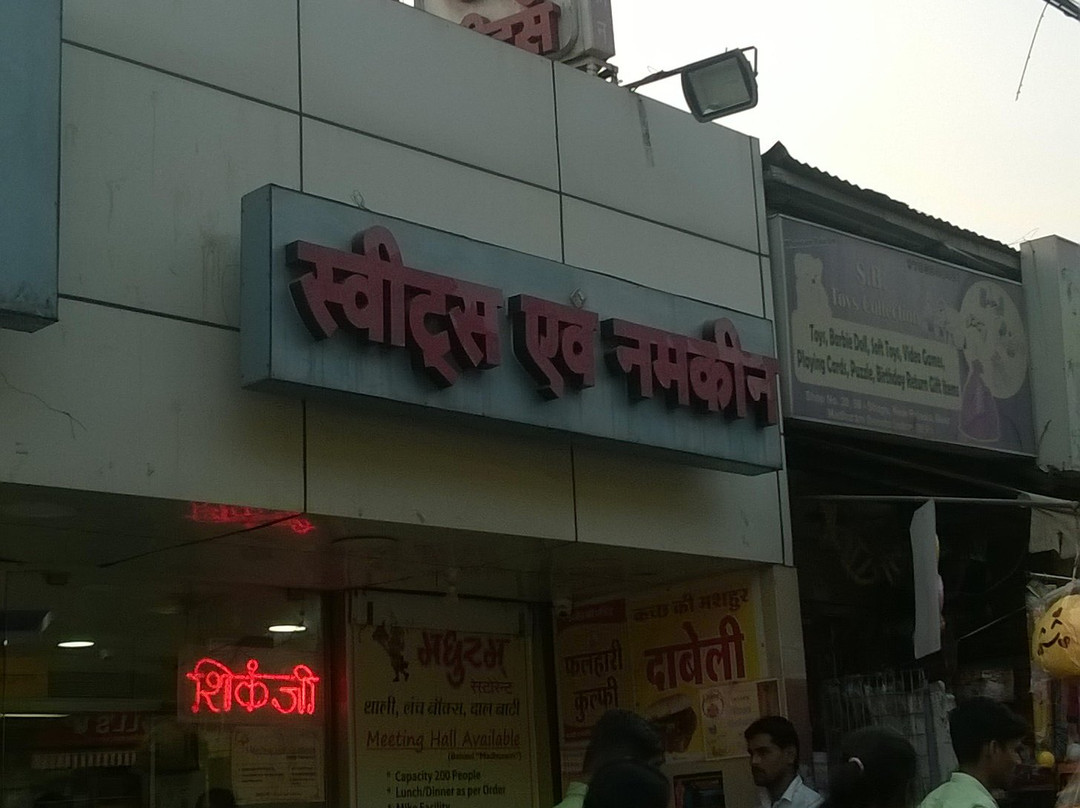 स्वीट्स एवं नमकीन
Toys Collection
Toys, Barbie Doll, Soft Toys, Video Games,
Playing Cards, Puzzle, Birthday Return Gift Items
शिकंजी
मधुरम्
रेस्टोरेन्ट
थाली, लंच बॉक्स, दाल बाटी
Meeting Hall Available
* Capacity 200 People
* Lunch/Dinner as per Order
फलहारी
कुल्फी
कच्छ की मशहुर
दाबेली